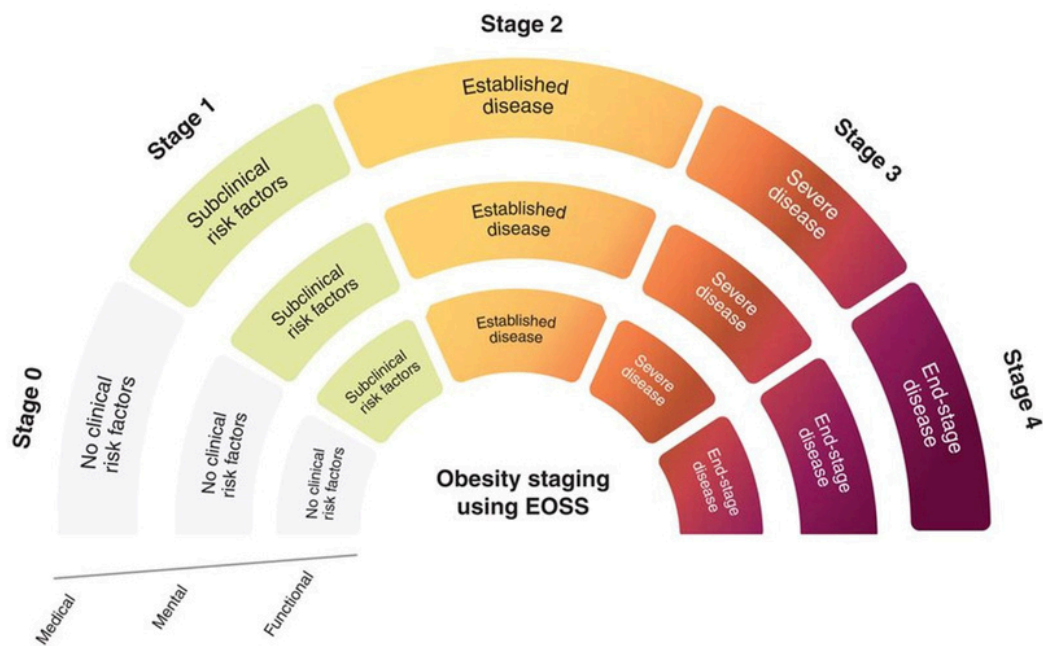 Stage 0
Stage 1
Stage 2
Stage 3
Stage 4
No clinical
risk factors
Subclinical
risk factors
Established
disease
Severe
disease
End-stage
disease
No clinical
risk factors
Subclinical
risk factors
Established
disease
Severe
disease
End-stage
disease
No clinical
risk factors
Subclinical
risk factors
Established
disease
Severe
disease
End-stage
disease
Obesity staging
using EOSS
Medical
Mental
Functional